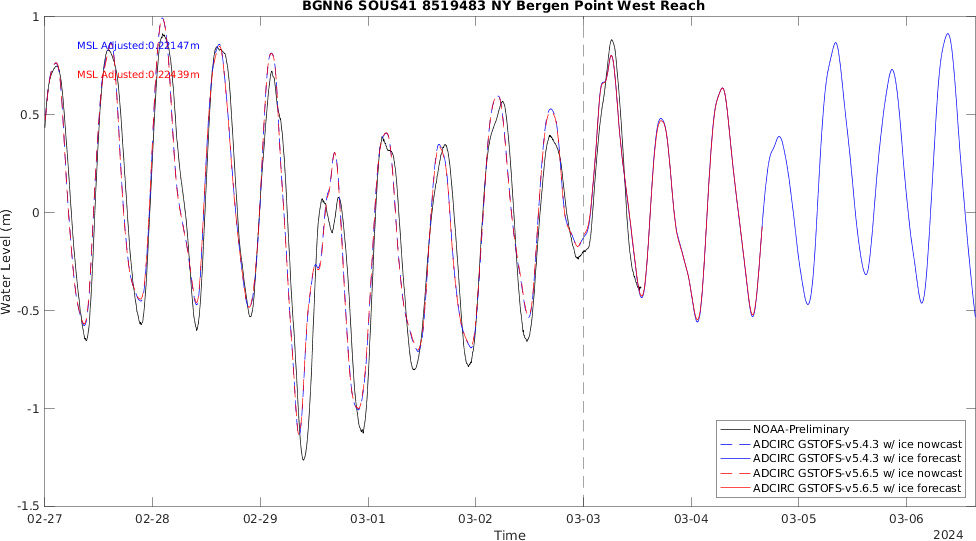 BGNN6 SOUS41 8519483 NY Bergen Point West Reach
MSL Adjusted:0.22147m
MSL Adjusted:0.22439m
Water Level (m)
1
0.5
0
-0.5
-1
-1.5
NOAA-Preliminary
ADCIRC GSTOFS-v5.4.3 w/ ice nowcast
ADCIRC GSTOFS-v5.4.3 w/ ice forecast
ADCIRC GSTOFS-v5.6.5 w/ ice nowcast
ADCIRC GSTOFS-v5.6.5 w/ ice forecast
02-27 02-28 02-29 03-01 03-02 03-03 03-04 03-05 03-06
Time
2024